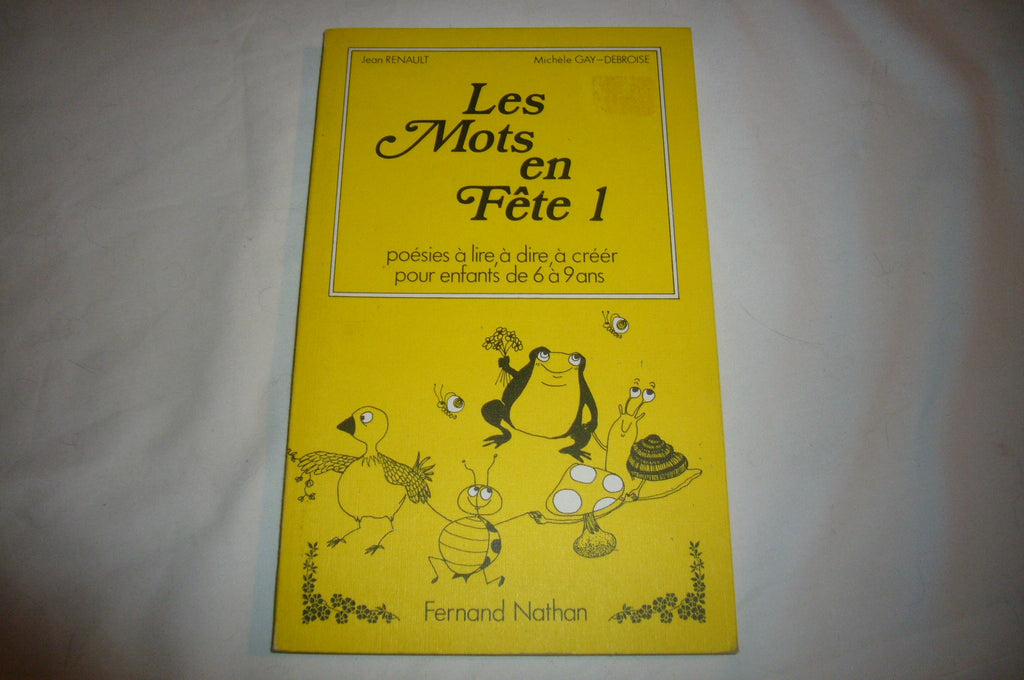 Jean RENAULT Michèle GAY-DEBROISE
Les
Mots
en
Fête 1
poésies à lire, à dire, à créér
pour enfants de 6 à 9 ans
Fernand Nathan